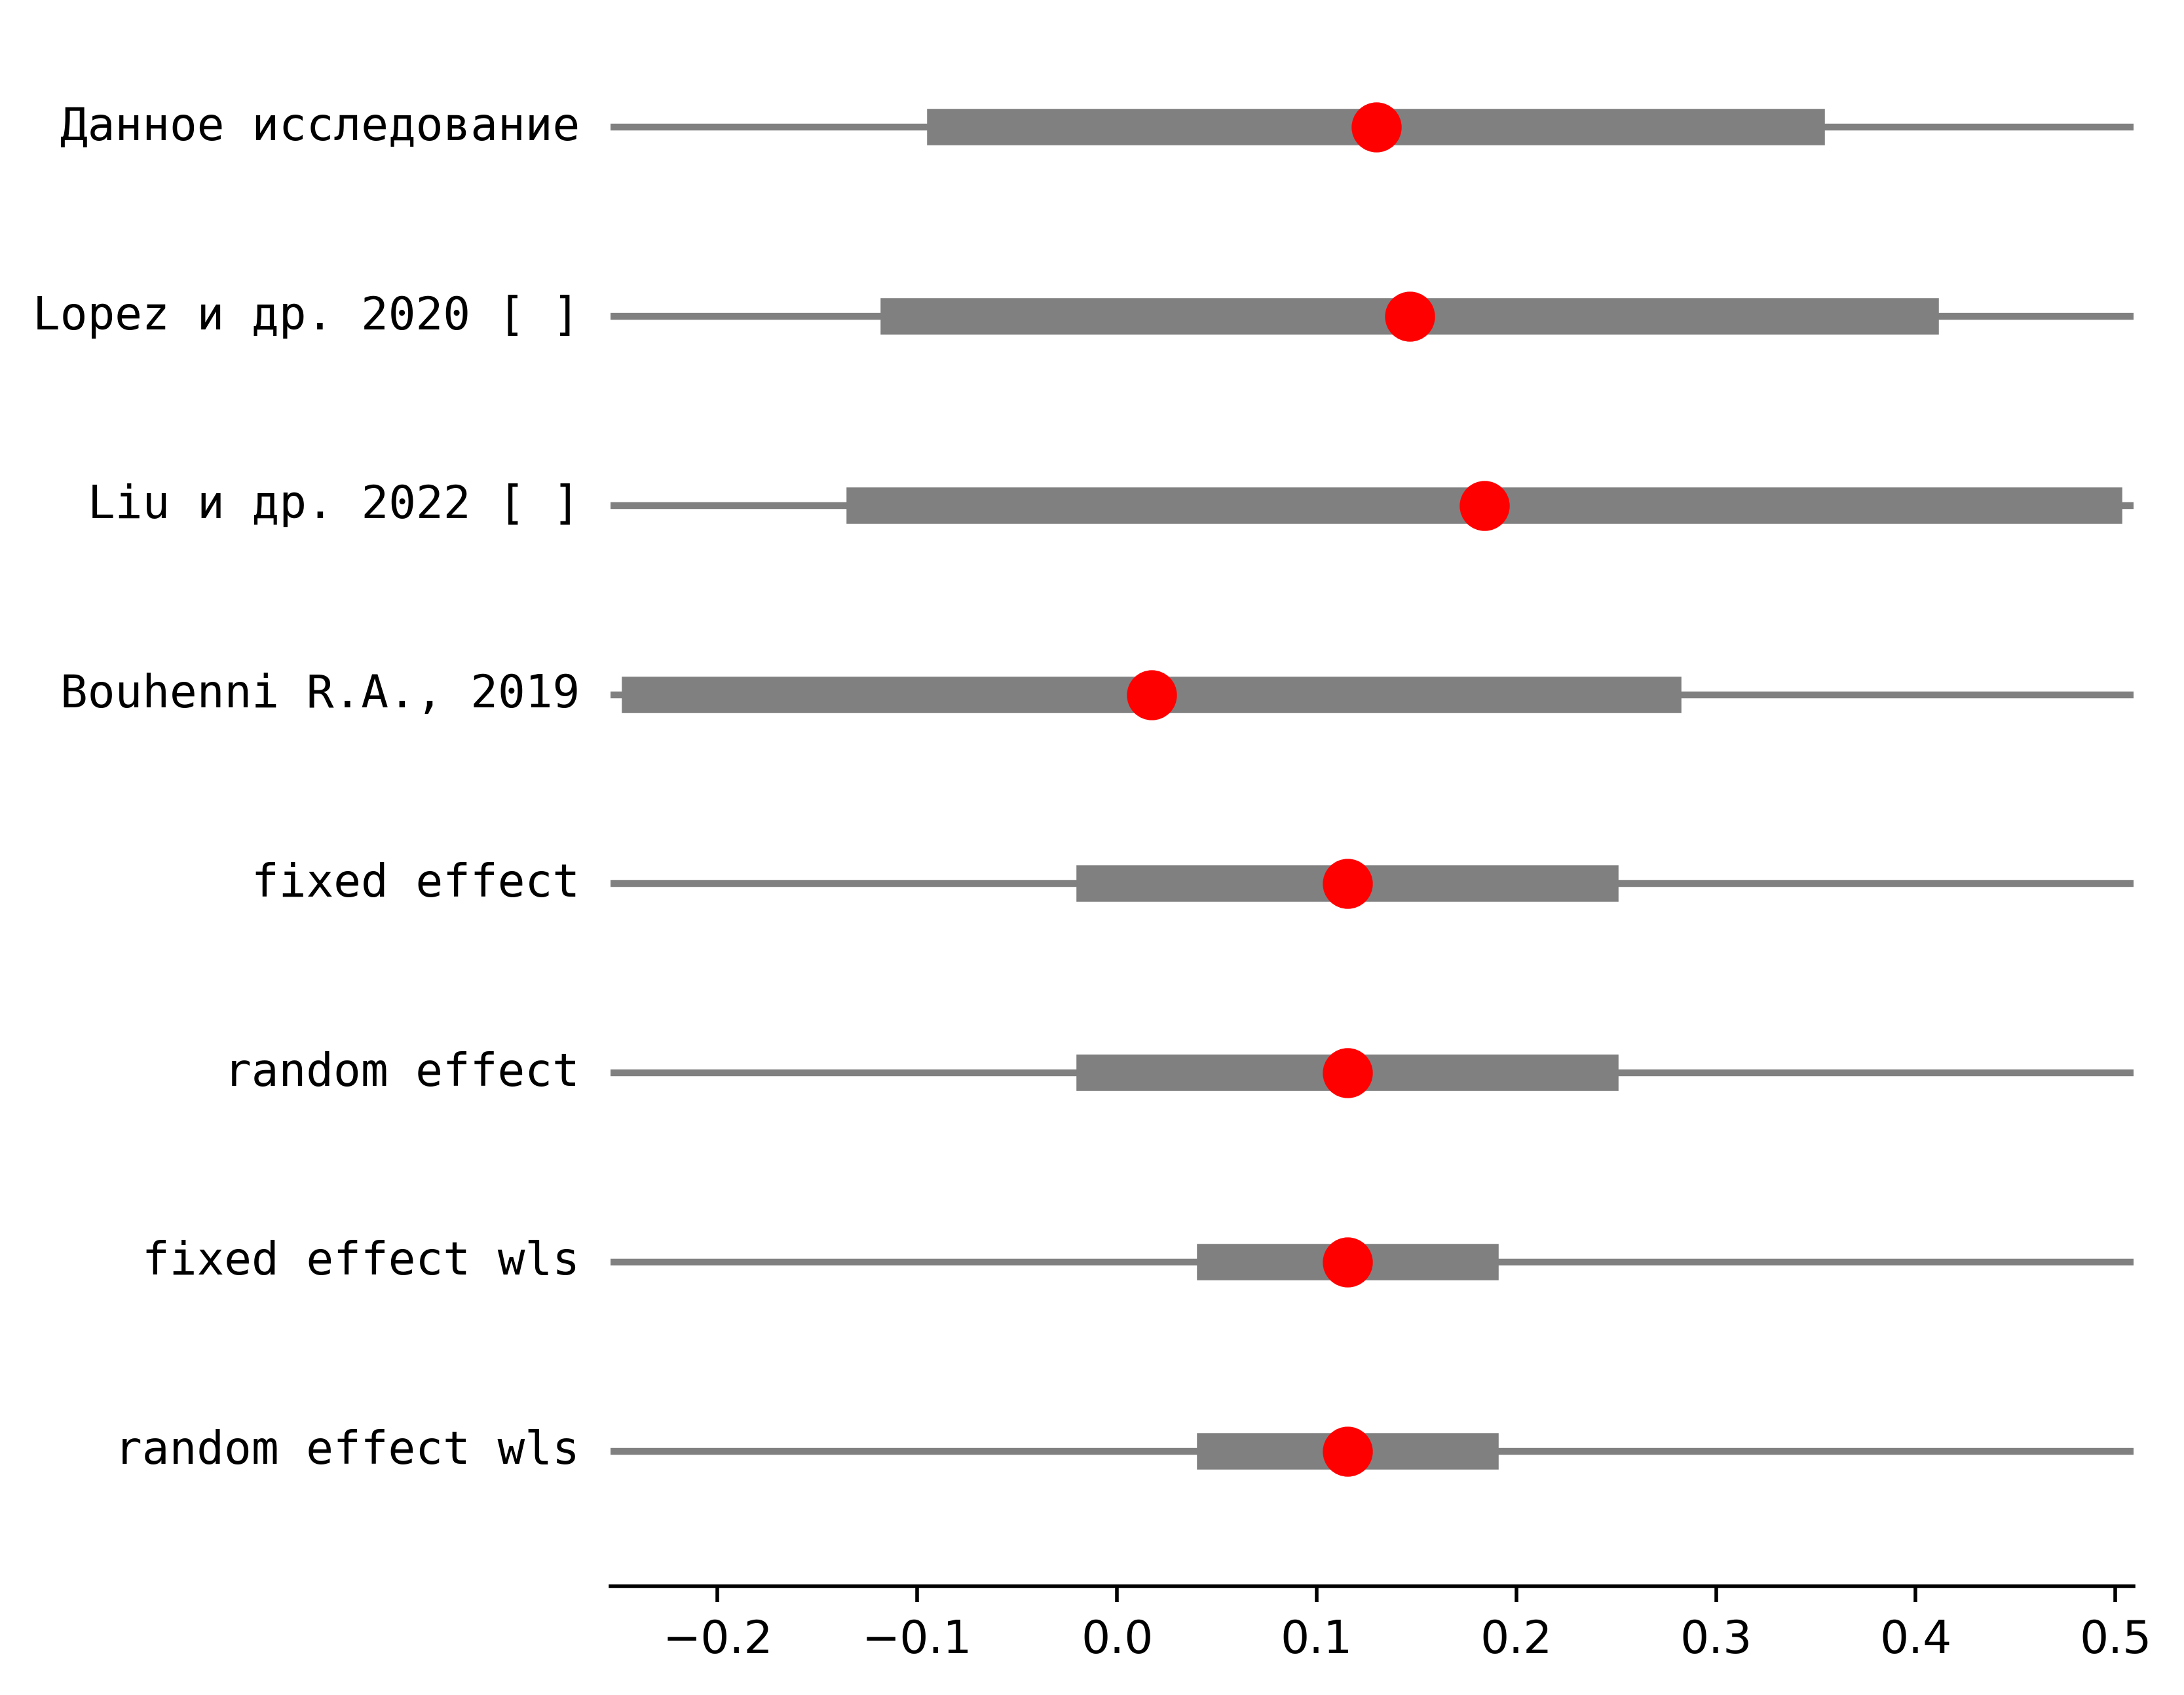 Данное исследование
Lopez и др. 2020 [ ]
Liu и др. 2022 [ ]
Bouhenni R.A., 2019
fixed effect
random effect
fixed effect wls
random effect wls
−0.2 −0.1 0.0 0.1 0.2 0.3 0.4 0.5